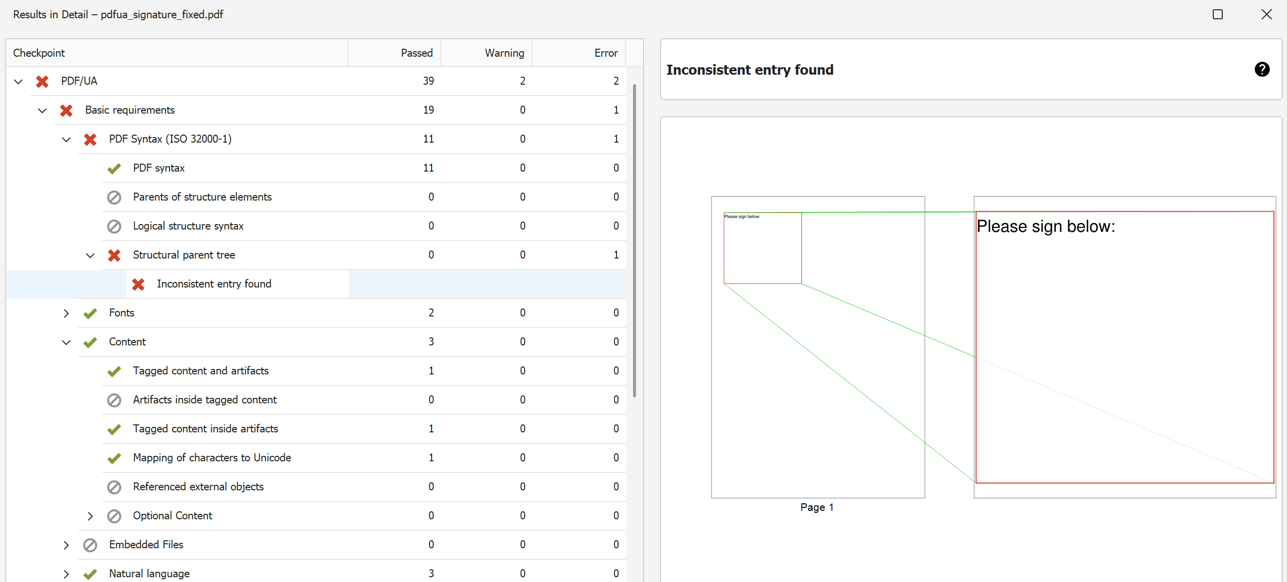 Results in Detail – pdfua_signature_fixed.pdf
Checkpoint Passed Warning Error
PDF/UA 39 2 2
Basic requirements 19 0 1
PDF Syntax (ISO 32000-1) 11 0 1
PDF syntax 11 0 0
Parents of structure elements 0 0 0
Logical structure syntax 0 0 0
Structural parent tree 0 0 1
Inconsistent entry found
Fonts 2 0 0
Content 3 0 0
Tagged content and artifacts 1 0 0
Artifacts inside tagged content 0 0 0
Tagged content inside artifacts 1 0 0
Mapping of characters to Unicode 1 0 0
Referenced external objects 0 0 0
Optional Content 0 0 0
Embedded Files 0 0 0
Natural language 3 0 0
Inconsistent entry found
?
Please sign below:
Please sign below:
Page 1